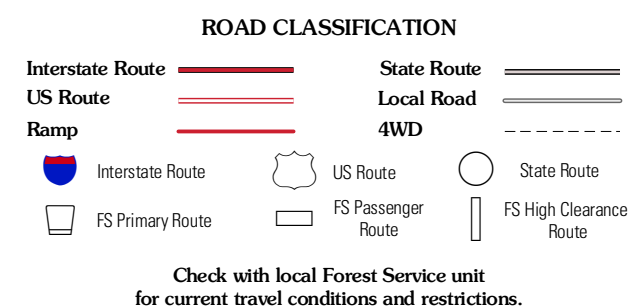 ROAD CLASSIFICATION
Interstate Route
State Route
US Route
Local Road
Ramp
4WD
Interstate Route
US Route
State Route
FS Primary Route
FS Passenger
Route
FS High Clearance
Route
Check with local Forest Service unit
for current travel conditions and restrictions.